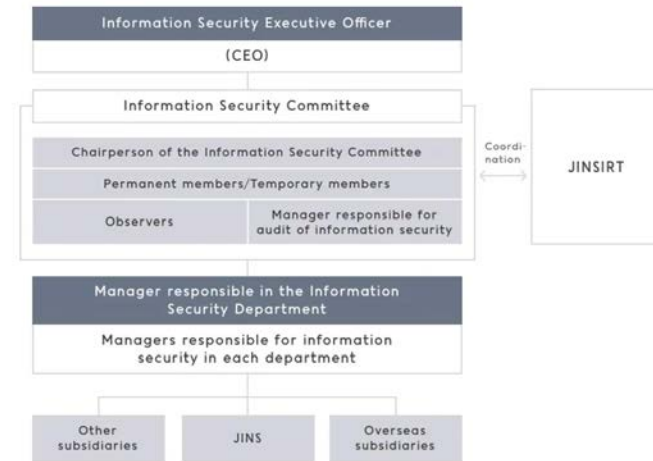 Information Security Executive Officer
(CEO)
Information Security Committee
Chairperson of the Information Security Committee
Permanent members/Temporary members
Observers
Manager responsible for
audit of information security
Coordi-
nation
JINSIRT
Manager responsible in the Information
Security Department
Managers responsible for information
security in each department
Other
subsidiaries
JINS
Overseas
subsidiaries